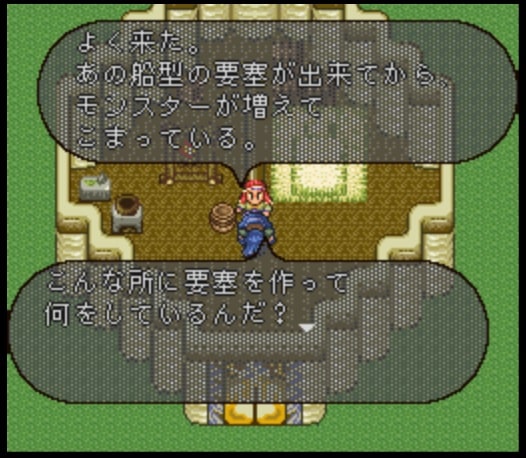 よく来た。
あの船型の要塞が出来てから、
モンスターが増えて
こまっている。
こんな所に要塞を作って
何をしているんだ？